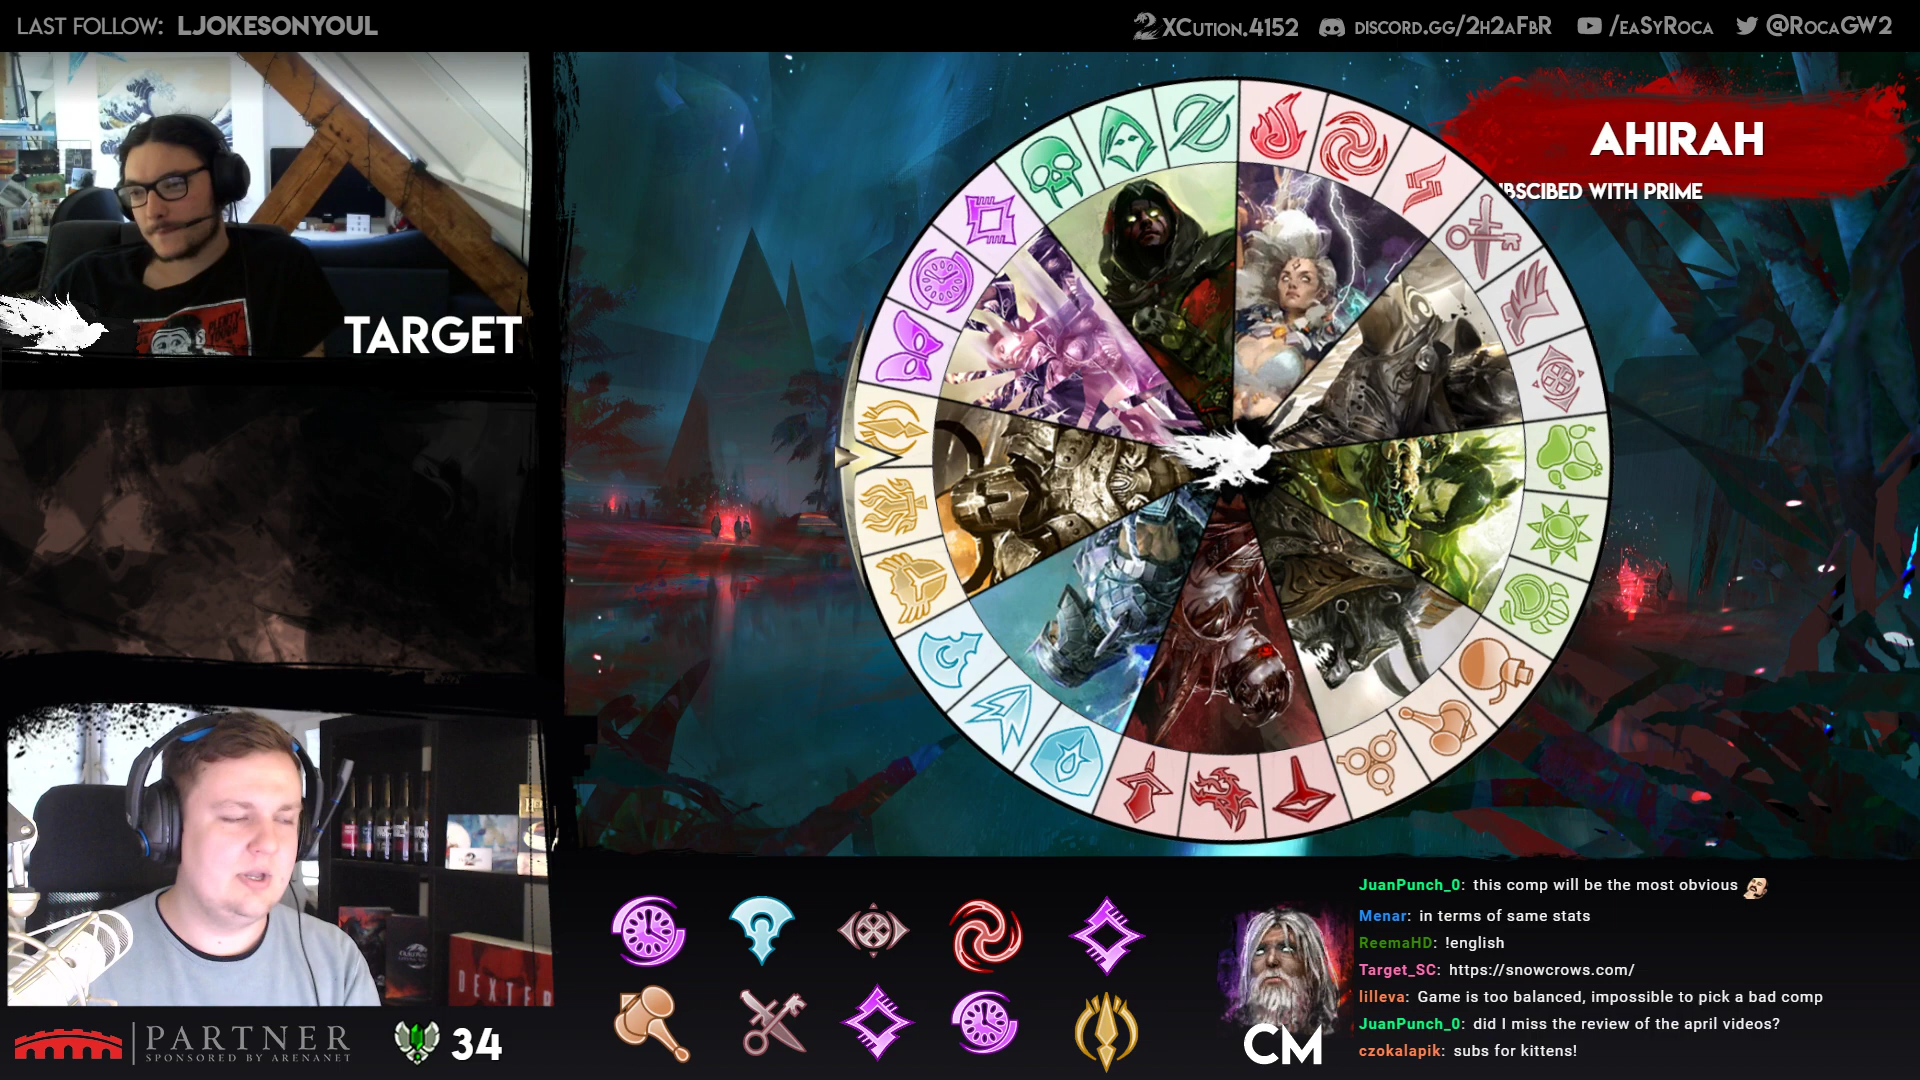 LAST FOLLOW: LJOKESONYOUL
XCUTION.4152
DISCORD.GG/2H2AFBR
/EASYROCA
@ROCAGW2
AHIRAH
BSCIBED WITH PRIME
PLENTY
TARGET
DEXTER
PARTNER
SPONSORED BY ARENANET
34
CM
JuanPunch_0: this comp will be the most obvious
Menar: in terms of same stats
ReemaHD: !english
Target_SC: https://snowcrows.com/
lilleva: Game is too balanced, impossible to pick a bad comp
JuanPunch_0: did I miss the review of the april videos?
czokalapik: subs for kittens!